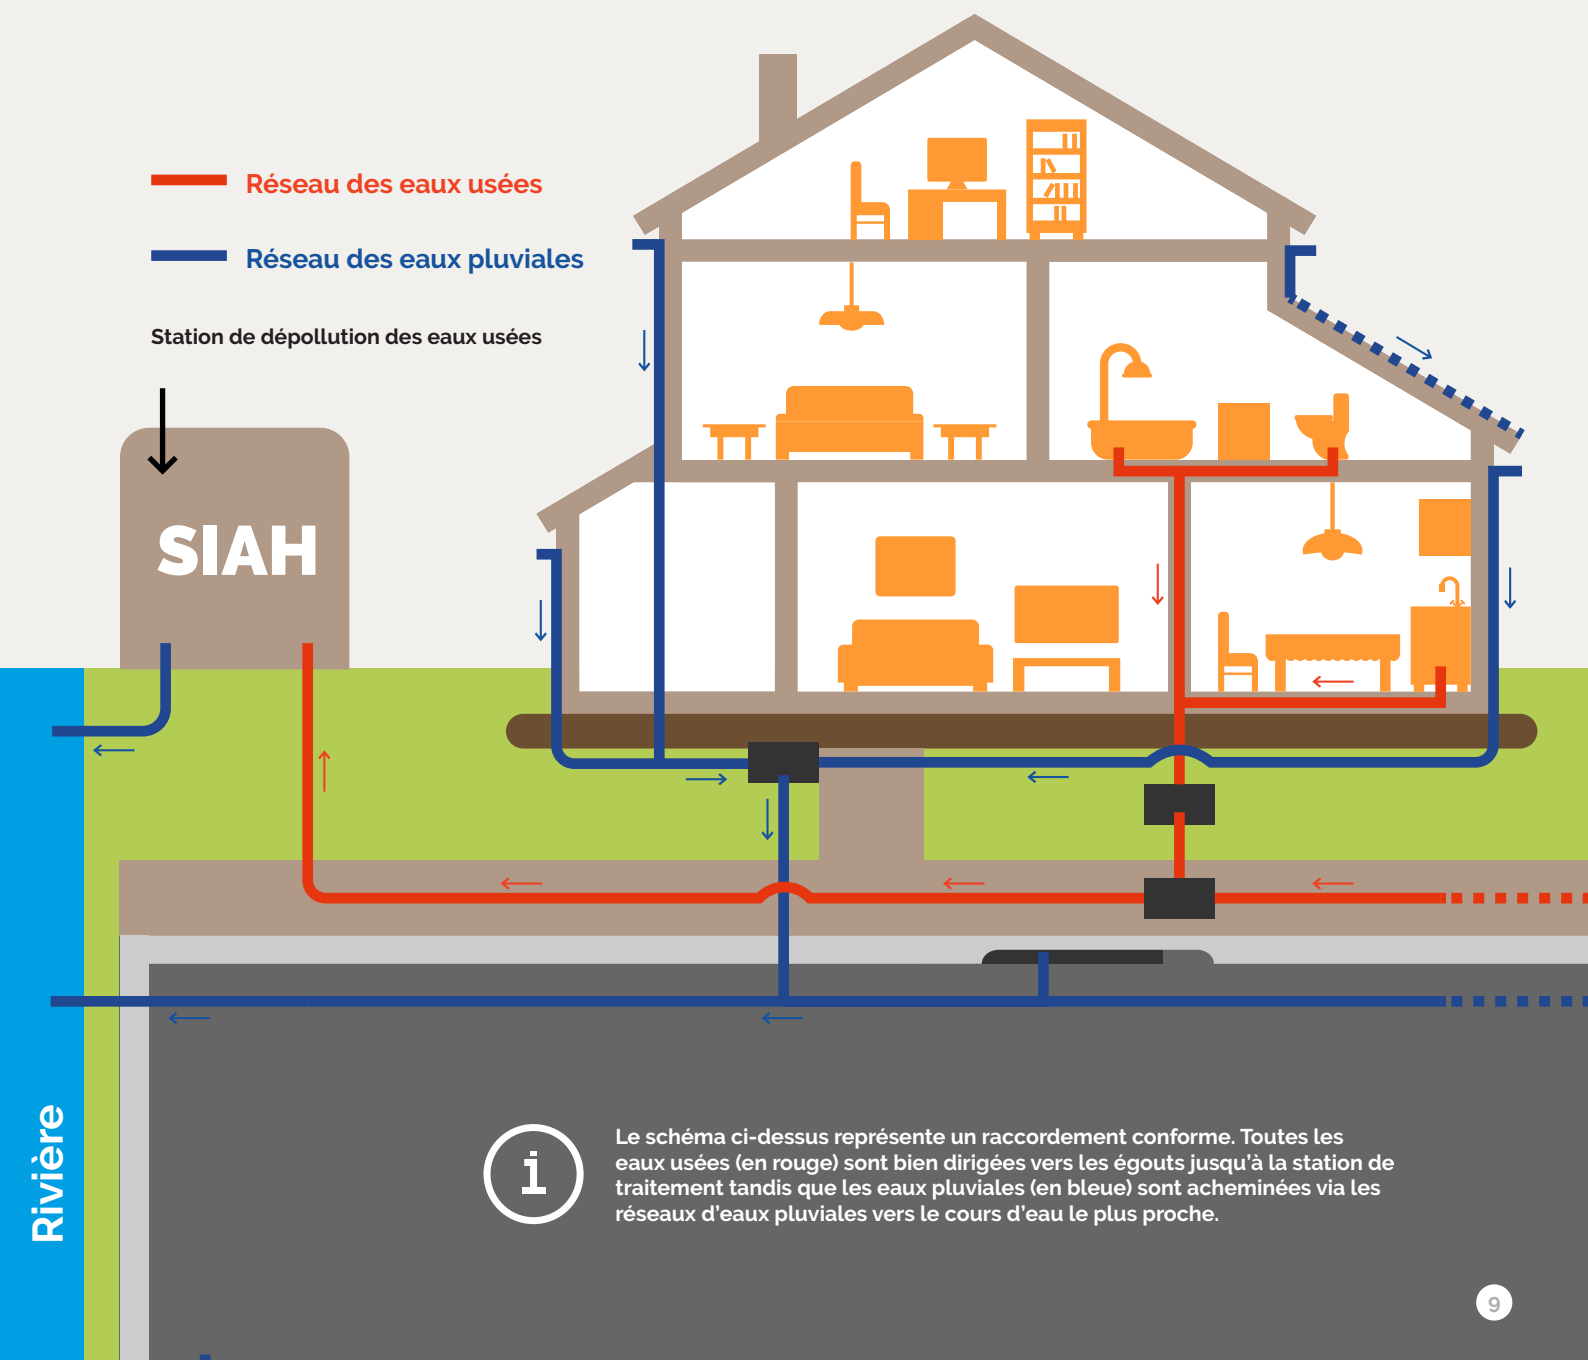 Réseau des eaux usées
Réseau des eaux pluviales
Station de dépollution des eaux usées
SIAH
Rivière
i
Le schéma ci-dessus représente un raccordement conforme. Toutes les
eaux usées (en rouge) sont bien dirigées vers les égouts jusqu’à la station de
traitement tandis que les eaux pluviales (en bleue) sont acheminées via les
réseaux d’eaux pluviales vers le cours d’eau le plus proche.
9